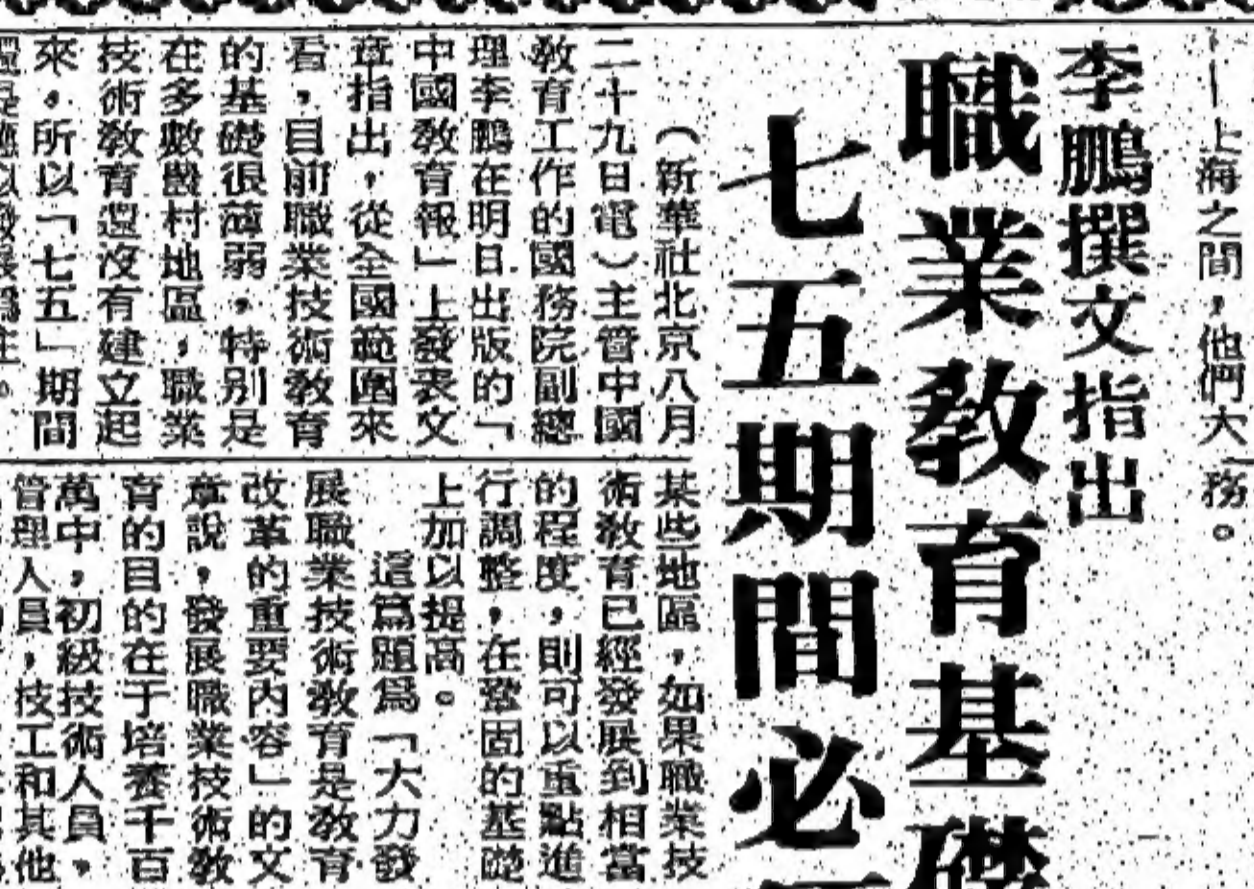 上海之間，他們大
務。
李鵬撰文指出
職業教育基礎
七五期間必
（新華社北京八月
二十九日電）主管中國
教育工作的國務院副總
理李鵬在明日出版的「
中國教育報」上發表文
章指出，從全國範圍來
看，目前職業技術教育
的基礎很薄弱，特別是
在多數農村地區，職業
技術教育還沒有建立起
來，所以「七五」期間
還是應以發展爲主。
某些地區，如果職業技
術教育已經發展到相當
的程度，則可以重點進
行調整，在鞏固的基礎
上加以提高。
這篇題爲「大力發
展職業技術教育是教育
改革的重要內容」的文
章說，發展職業技術教
育的目的在于培養千百
萬中，初級技術人員，
管理人員，技工和其他